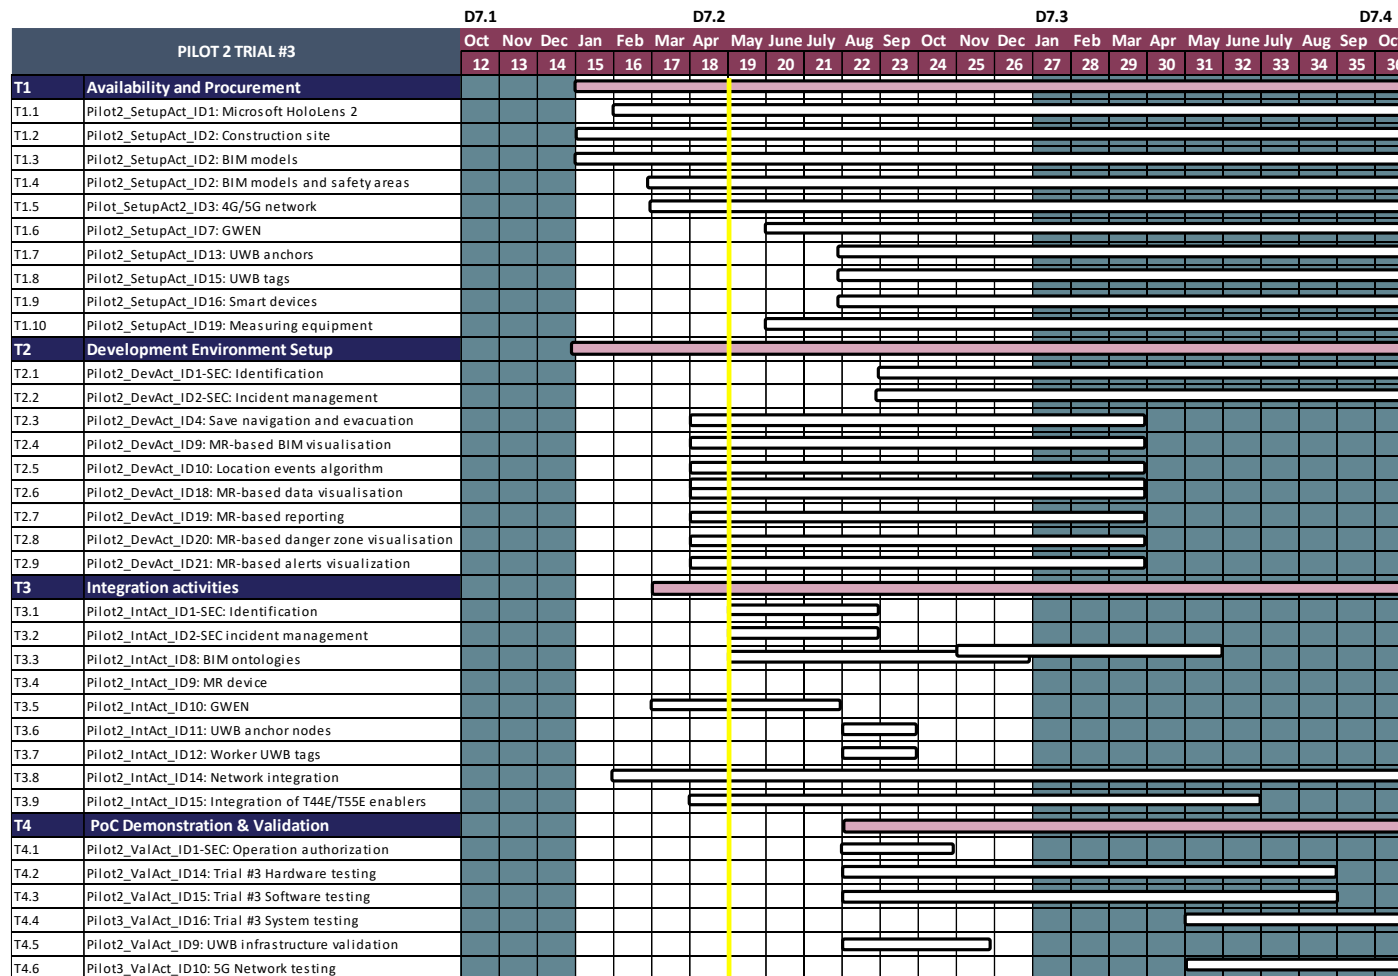 D7.1 D7.2 D7.3 D7.4
PILOT 2 TRIAL #3
Oct Nov Dec Jan Feb Mar Apr May June July Aug Sep Oct Nov Dec Jan Feb Mar Apr May June July Aug Sep Oc
12 13 14 15 16 17 18 19 20 21 22 23 24 25 26 27 28 29 30 31 32 33 34 35 36
T1 Availability and Procurement
T1.1 Pilot2_SetupAct_ID1: Microsoft HoloLens 2
T1.2 Pilot2_SetupAct_ID2: Construction site
T1.3 Pilot2_SetupAct_ID2: BIM models
T1.4 Pilot2_SetupAct_ID2: BIM models and safety areas
T1.5 Pilot_SetupAct2_ID3: 4G/5G network
T1.6 Pilot2_SetupAct_ID7: GWEN
T1.7 Pilot2_SetupAct_ID13: UWB anchors
T1.8 Pilot2_SetupAct_ID15: UWB tags
T1.9 Pilot2_SetupAct_ID16: Smart devices
T1.10 Pilot2_SetupAct_ID19: Measuring equipment
T2 Development Environment Setup
T2.1 Pilot2_DevAct_ID1-SEC: Identification
T2.2 Pilot2_DevAct_ID2-SEC: Incident management
T2.3 Pilot2_DevAct_ID4: Save navigation and evacuation
T2.4 Pilot2_DevAct_ID9: MR-based BIM visualisation
T2.5 Pilot2_DevAct_ID10: Location events algorithm
T2.6 Pilot2_DevAct_ID18: MR-based data visualisation
T2.7 Pilot2_DevAct_ID19: MR-based reporting
T2.8 Pilot2_DevAct_ID20: MR-based danger zone visualisation
T2.9 Pilot2_DevAct_ID21: MR-based alerts visualization
T3 Integration activities
T3.1 Pilot2_IntAct_ID1-SEC: Identification
T3.2 Pilot2_IntAct_ID2-SEC incident management
T3.3 Pilot2_IntAct_ID8: BIM ontologies
T3.4 Pilot2_IntAct_ID9: MR device
T3.5 Pilot2_IntAct_ID10: GWEN
T3.6 Pilot2_IntAct_ID11: UWB anchor nodes
T3.7 Pilot2_IntAct_ID12: Worker UWB tags
T3.8 Pilot2_IntAct_ID14: Network integration
T3.9 Pilot2_IntAct_ID15: Integration of T44E/T55E enablers
T4 PoC Demonstration & Validation
T4.1 Pilot2_ValAct_ID1-SEC: Operation authorization
T4.2 Pilot2_ValAct_ID14: Trial #3 Hardware testing
T4.3 Pilot2_ValAct_ID15: Trial #3 Software testing
T4.4 Pilot3_ValAct_ID16: Trial #3 System testing
T4.5 Pilot2_ValAct_ID9: UWB infrastructure validation
T4.6 Pilot3_ValAct_ID10: 5G Network testing